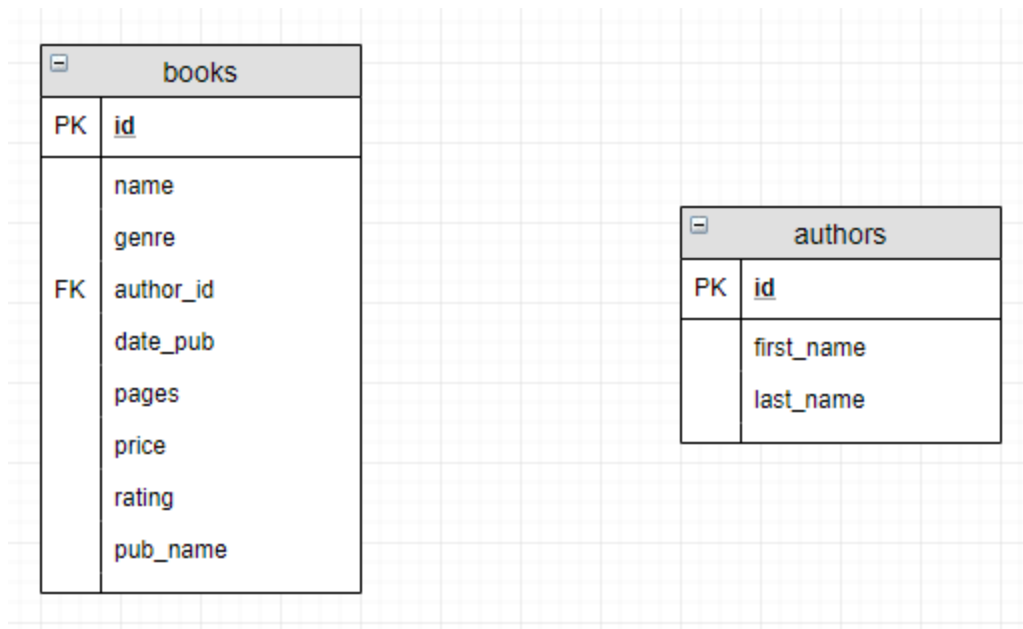 books
PK id
name
genre
FK author_id
date_pub
pages
price
rating
pub_name
authors
PK id
first_name
last_name